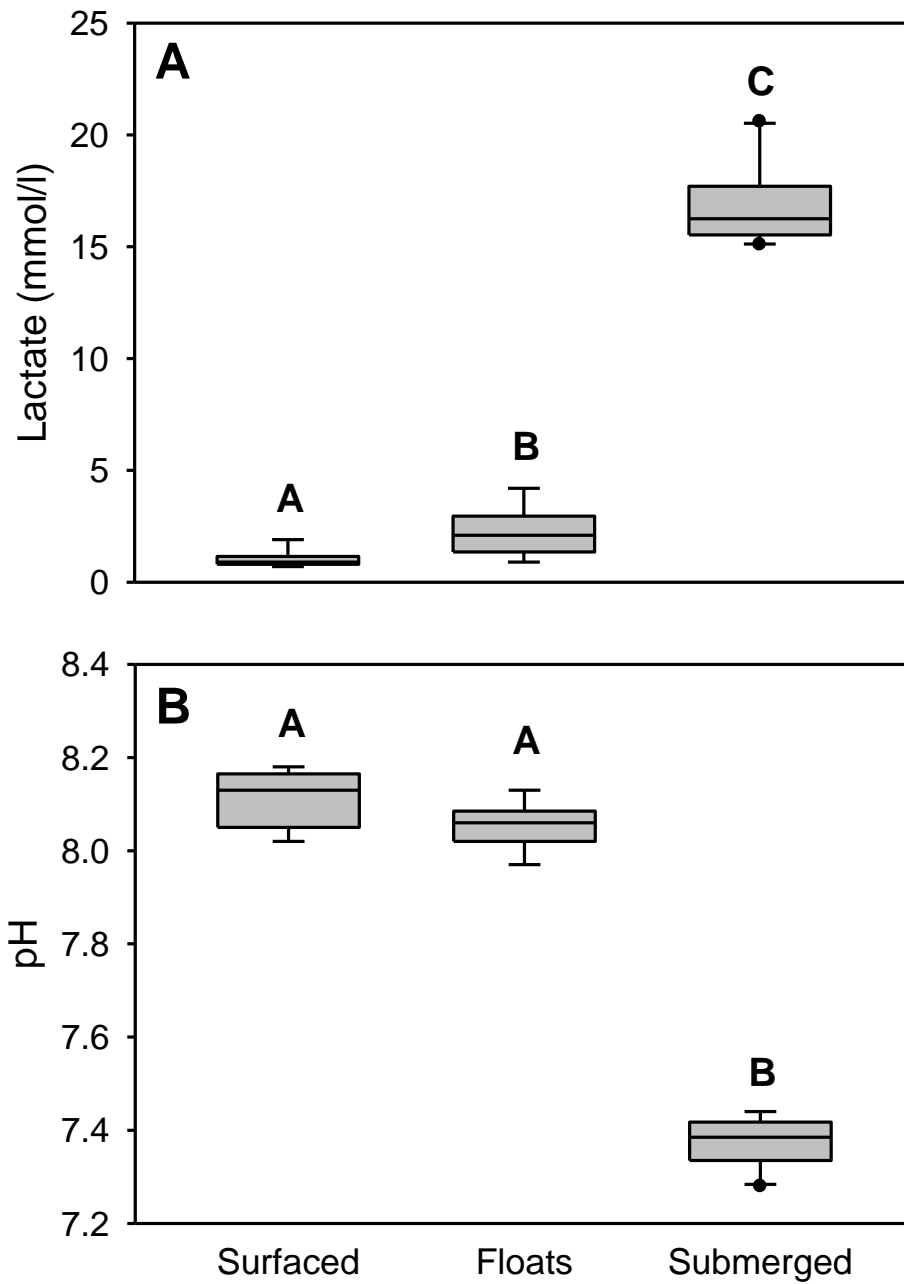 25
A
C
20
15
Lactate (mmol/l)
10
B
5
A
0
8.4
B
A
A
8.2
8.0
7.8
pH
7.6
B
7.4
7.2
Surfaced Floats Submerged